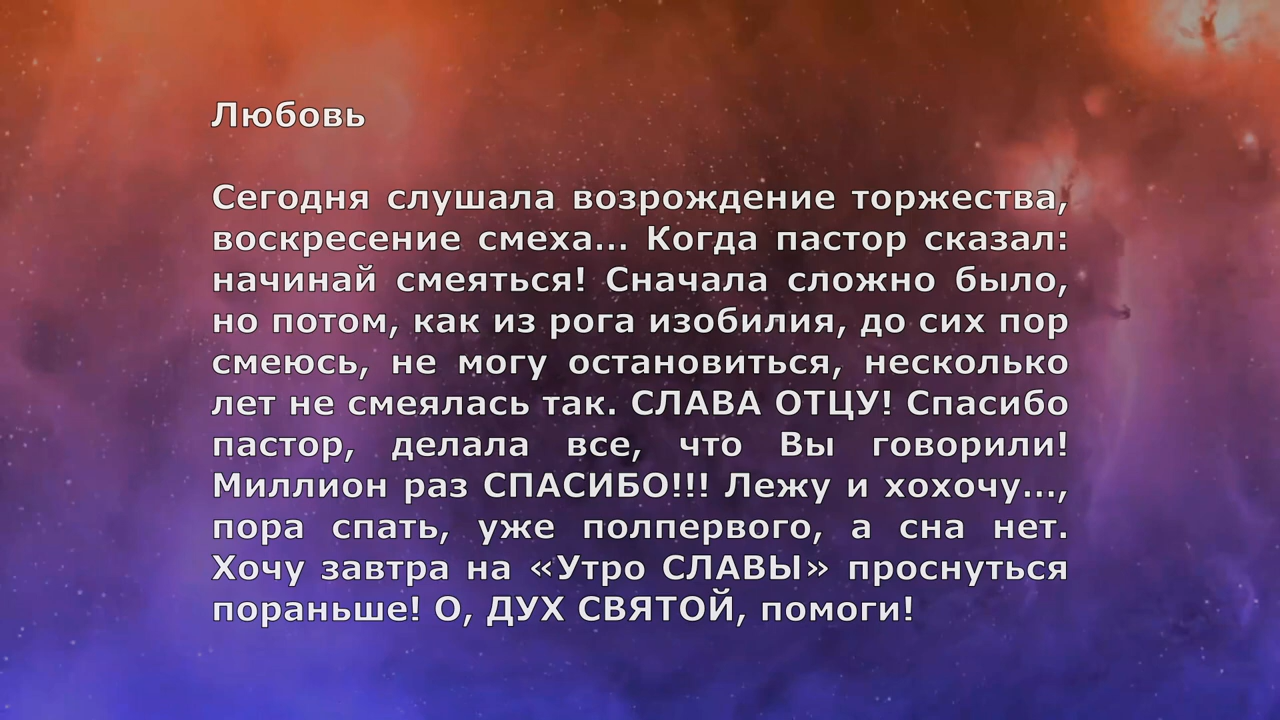 Любовь
Сегодня слушала возрождение торжества,
воскресение смеха... Когда пастор сказал:
начинай смеяться! Сначала сложно было,
но потом, как из рога изобилия, до сих пор
смеюсь, не могу остановиться, несколько
лет не смеялась так. СЛАВА ОТЦУ! Спасибо
пастор, делала все, что Вы говорили!
Миллион раз СПАСИБО!!! Лежу и хохочу...,
пора спать, уже полпервого, а сна нет.
Хочу завтра на «Утро СЛАВЫ» проснуться
пораньше! О, ДУХ СВЯТОЙ, помоги!